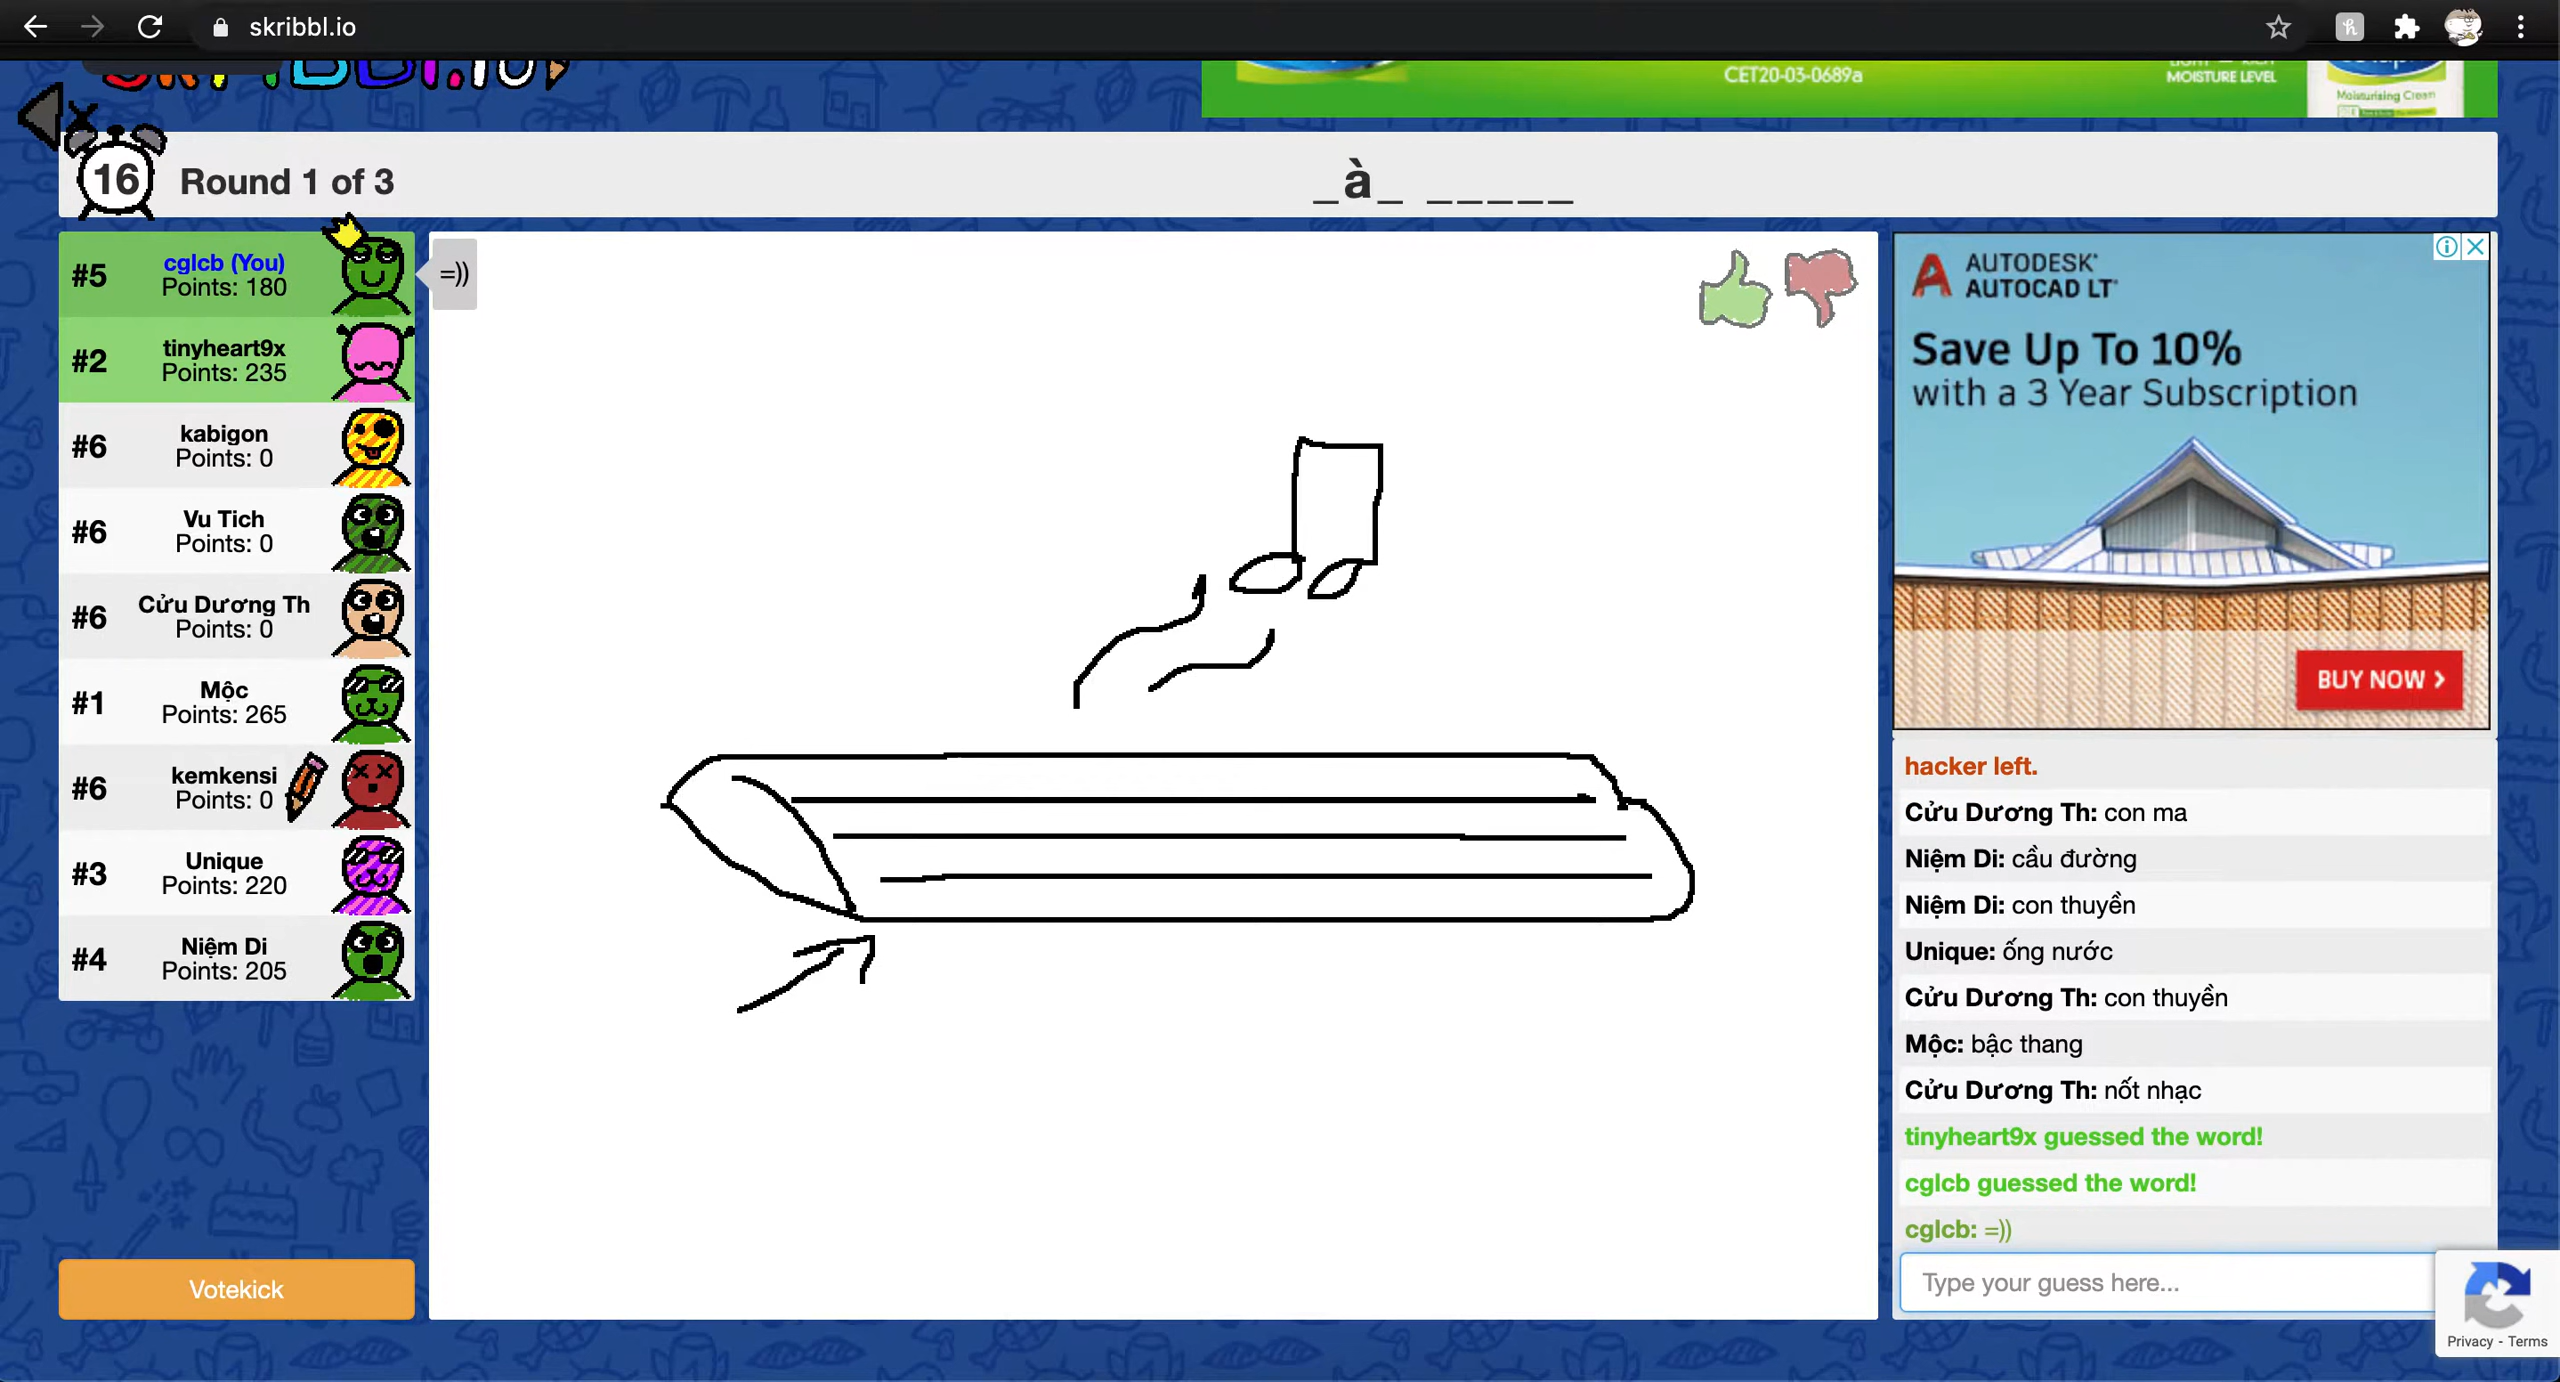 skribbl.io
SKRIBBL.IO
CET20-03-0689a
MOISTURE LEVEL
Moisturising Cream
16
Round 1 of 3
_à_ _____
#5
cglcb (You)
Points: 180
=))
#2
tinyheart9x
Points: 235
#6
kabigon
Points: 0
#6
Vu Tich
Points: 0
#6
Cửu Dương Th
Points: 0
#1
Mộc
Points: 265
#6
kemkensi
Points: 0
#3
Unique
Points: 220
#4
Niệm Di
Points: 205
Votekick
AUTODESK®
AUTOCAD LT®
Save Up To 10%
with a 3 Year Subscription
BUY NOW >
hacker left.
Cửu Dương Th: con ma
Niệm Di: cầu đường
Niệm Di: con thuyền
Unique: ống nước
Cửu Dương Th: con thuyền
Mộc: bậc thang
Cửu Dương Th: nốt nhạc
tinyheart9x guessed the word!
cglcb guessed the word!
cglcb: =))
Type your guess here...
Privacy - Terms